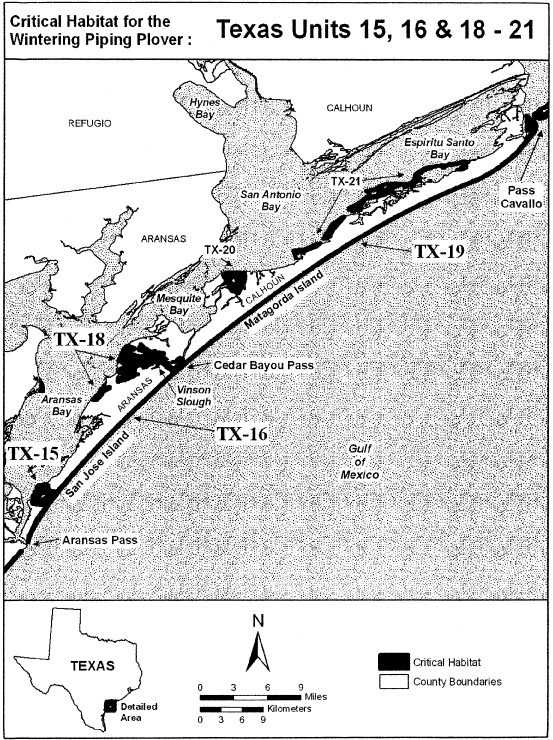 Critical Habitat for the
Wintering Piping Plover :
Texas Units 15, 16 & 18 - 21
Hynes
Bay
CALHOUN
REFUGIO
Espiritu Santo
Bay
TX-21
San Antonio
Bay
Pass
Cavallo
ARANSAS
TX-20
TX-19
CALHOUN
Matagorda Island
Mesquite
Bay
TX-18
Cedar Bayou Pass
Vinson
Slough
ARANSAS
Aransas
Bay
TX-16
TX-15
San Jose Island
Gulf
of
Mexico
Aransas Pass
N
TEXAS
Detailed
Area
0 3 6 9
Miles
0 3 6 9
Kilometers
Critical Habitat
County Boundaries